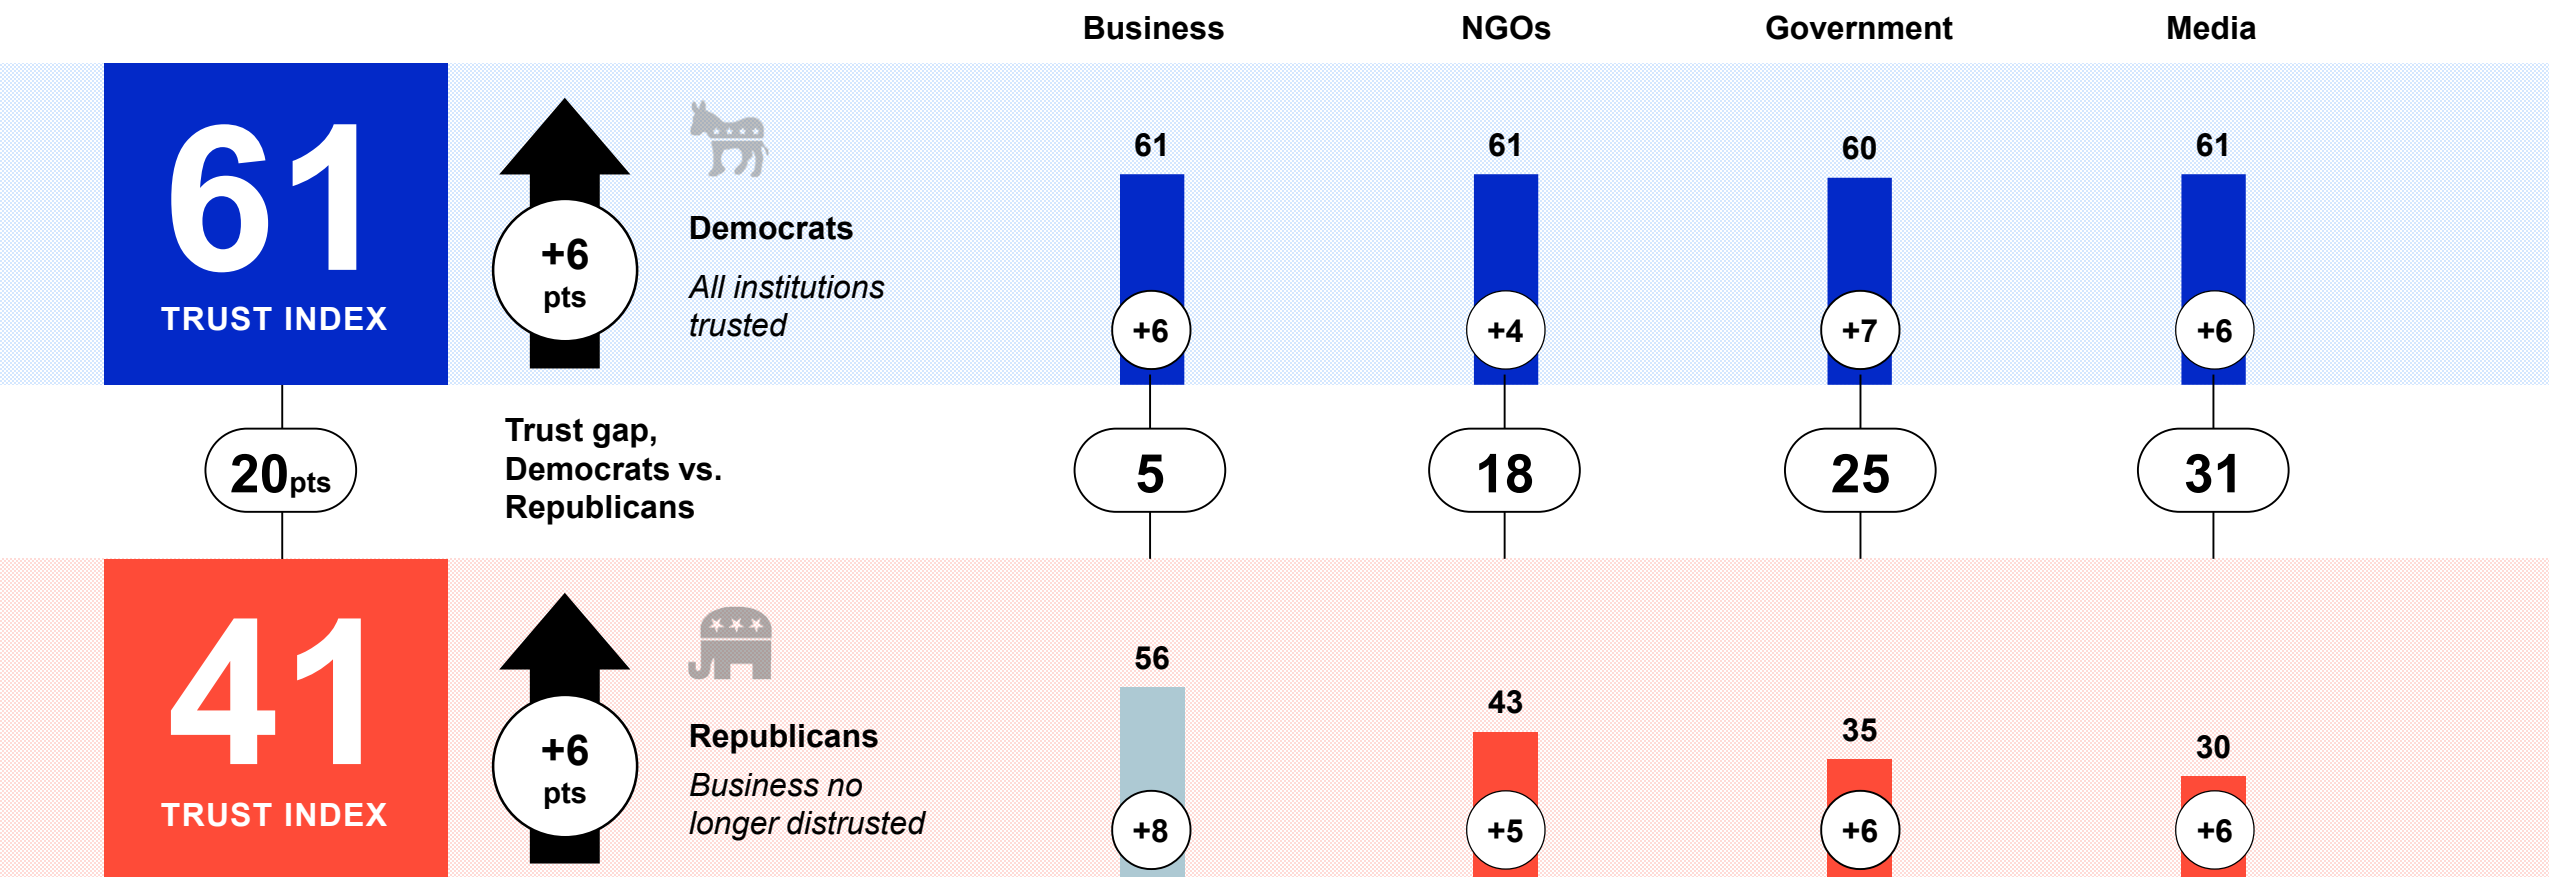 Business NGOs Government Media
61
TRUST INDEX
+6
pts
Democrats
All institutions
trusted
61 61 60 61
+6 +4 +7 +6
20pts
Trust gap,
Democrats vs.
Republicans
5 18 25 31
41
TRUST INDEX
+6
pts
Republicans
Business no
longer distrusted
56 43 35 30
+8 +5 +6 +6